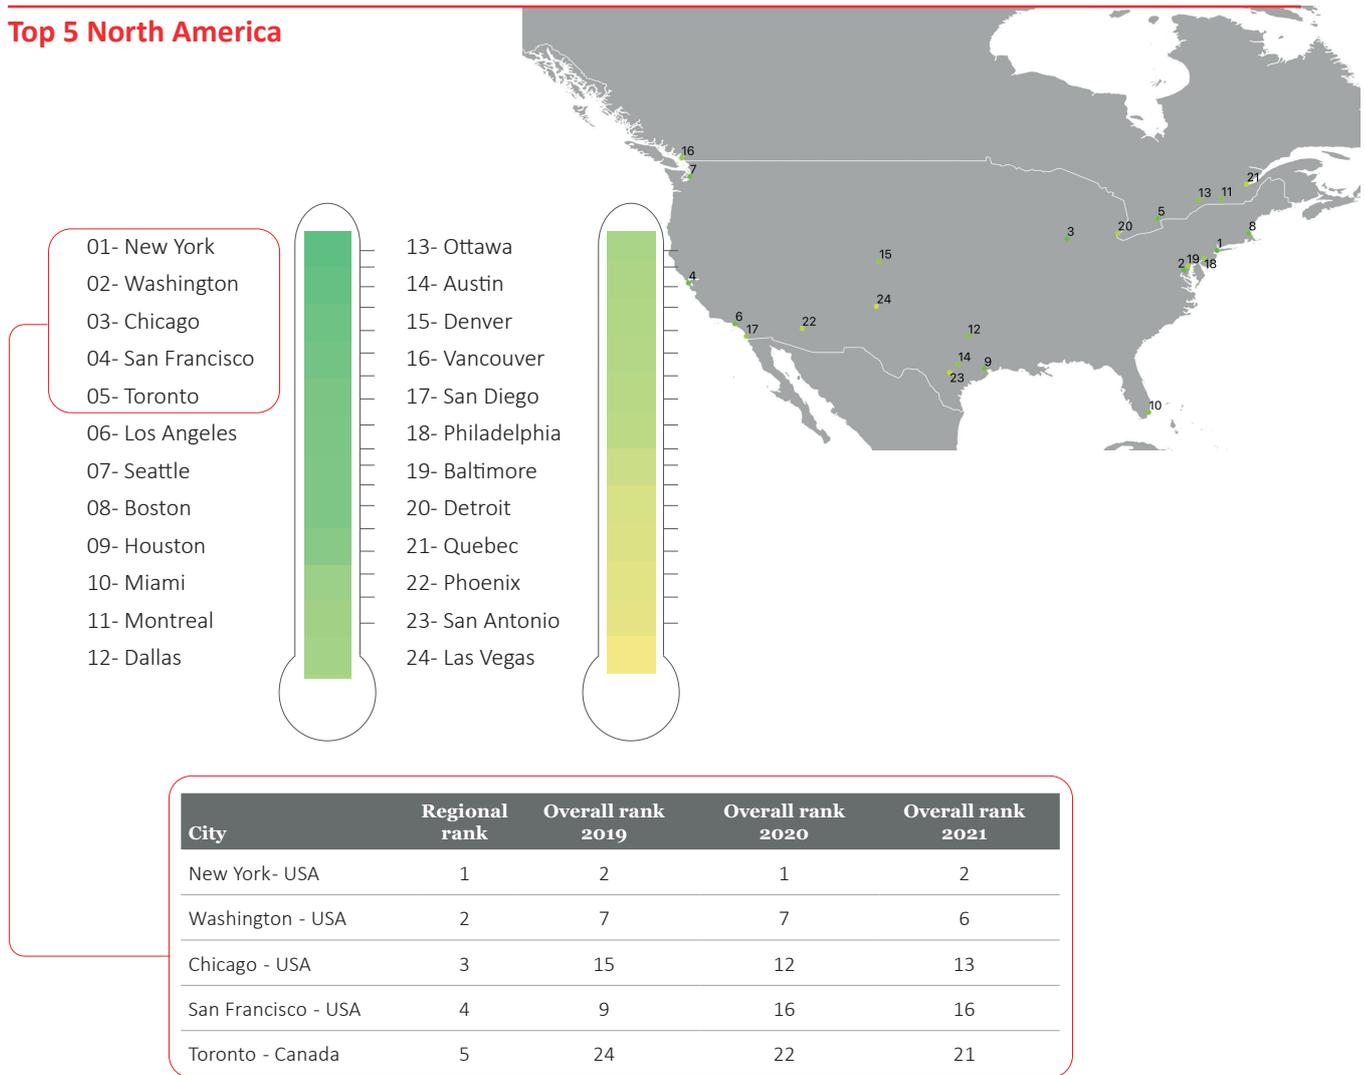 Top 5 North America
01- New York
02- Washington
03- Chicago
04- San Francisco
05- Toronto
06- Los Angeles
07- Seattle
08- Boston
09- Houston
10- Miami
11- Montreal
12- Dallas
13- Ottawa
14- Austin
15- Denver
16- Vancouver
17- San Diego
18- Philadelphia
19- Baltimore
20- Detroit
21- Quebec
22- Phoenix
23- San Antonio
24- Las Vegas
16
7
21
13 11
5
20
8
3
1
15
2 19 18
4
24
6
22
17
12
14
9
23
10
City Regional rank Overall rank 2019 Overall rank 2020 Overall rank 2021
New York- USA 1 2 1 2
Washington - USA 2 7 7 6
Chicago - USA 3 15 12 13
San Francisco - USA 4 9 16 16
Toronto - Canada 5 24 22 21